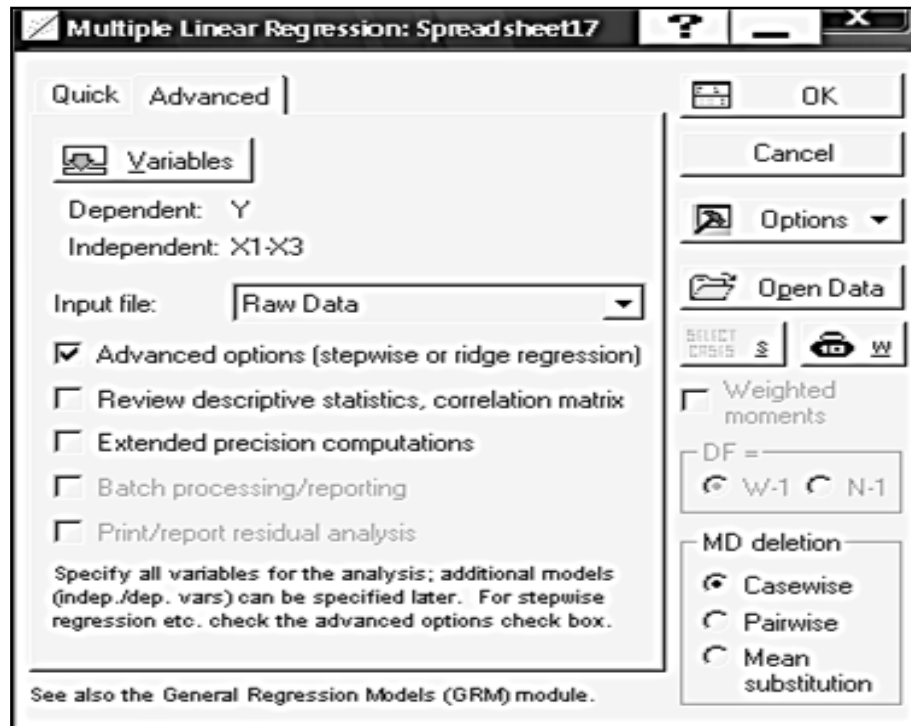 Multiple Linear Regression: Spreadsheet17
?
X
Quick
Advanced
Variables
Dependent: Y
Independent: X1-X3
Input file:
Raw Data
Advanced options (stepwise or ridge regression)
Review descriptive statistics, correlation matrix
Extended precision computations
Batch processing/reporting
Print/report residual analysis
Specify all variables for the analysis; additional models
(indep./dep. vars) can be specified later. For stepwise
regression etc. check the advanced options check box.
See also the General Regression Models (GRM) module.
OK
Cancel
Options
Open Data
SELECT
CASES
S
W
Weighted
moments
DF =
W-1
N-1
MD deletion
Casewise
Pairwise
Mean
substitution